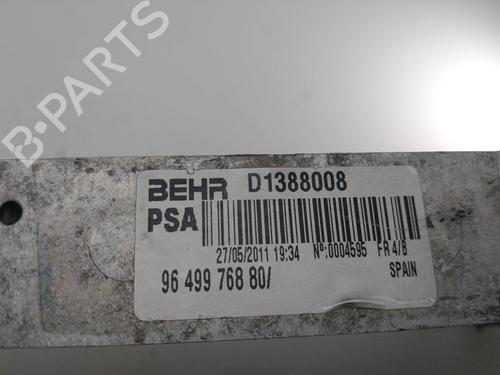 B-PARTS
BEHR D1388008
PSA
27/05/2011 19:34 Nº:0004595 FR 4/8
96 499 768 80/ SPAIN